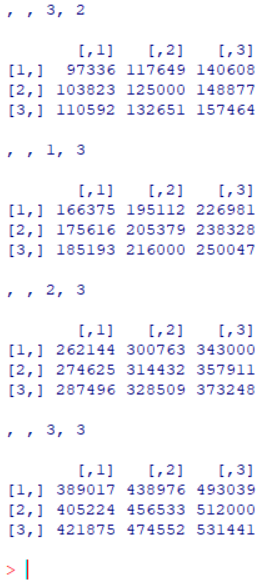 , , 3, 2
[,1] [,2] [,3]
[1,] 97336 117649 140608
[2,] 103823 125000 148877
[3,] 110592 132651 157464
, , 1, 3
[,1] [,2] [,3]
[1,] 166375 195112 226981
[2,] 175616 205379 238328
[3,] 185193 216000 250047
, , 2, 3
[,1] [,2] [,3]
[1,] 262144 300763 343000
[2,] 274625 314432 357911
[3,] 287496 328509 373248
, , 3, 3
[,1] [,2] [,3]
[1,] 389017 438976 493039
[2,] 405224 456533 512000
[3,] 421875 474552 531441
>